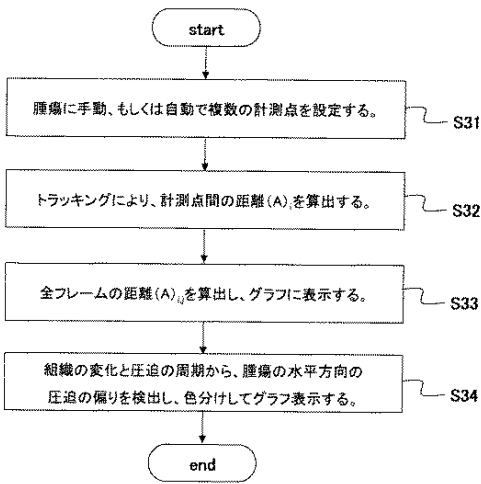 start
腫瘍に手動、もしくは自動で複数の計測点を設定する。
S31
トラッキングにより、計測点間の距離(A)iを算出する。
S32
全フレームの距離(A)ijを算出し、グラフに表示する。
S33
組織の変化と圧迫の周期から、腫瘍の水平方向の
圧迫の偏りを検出し、色分けしてグラフ表示する。
S34
end